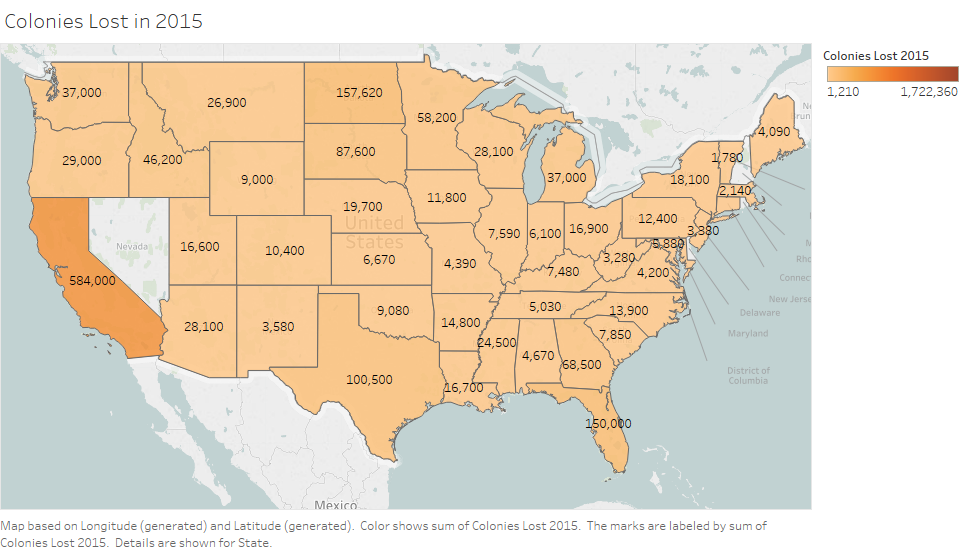 Colonies Lost in 2015
Colonies Lost 2015
1,210 1,722,360
37,000
26,900
157,620
58,200
28,100
4,090
29,000
46,200
87,600
37,000
1,780
9,000
18,100
2,140
19,700
11,800
United
States
Nevada
16,600
10,400
6,670
7,590
6,100
16,900
12,400
3,380
5,880
3,280
4,390
7,480
4,200
584,000
28,100
3,580
9,080
14,800
5,030
13,900
7,850
24,500
4,670
68,500
100,500
16,700
150,000
New Jerse
Delaware
Maryland
District of
Columbia
Connec
Rho
Mexico
Map based on Longitude (generated) and Latitude (generated).  Color shows sum of Colonies Lost 2015.  The marks are labeled by sum of
Colonies Lost 2015.  Details are shown for State.